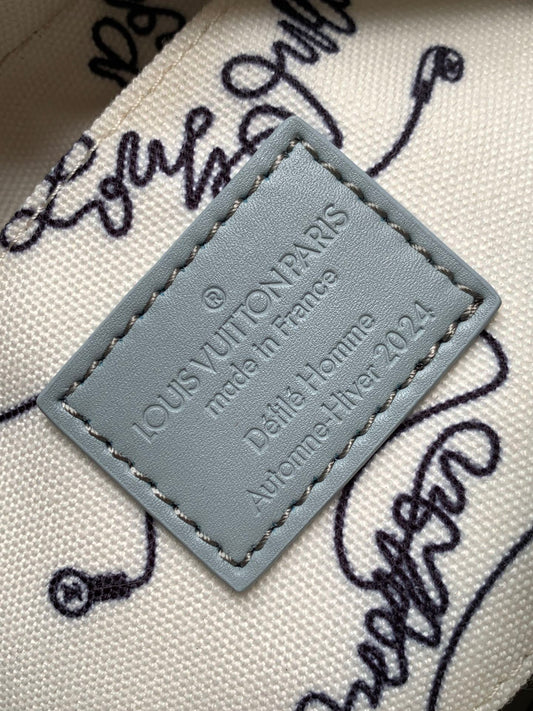 ®
LOUIS VUITTON PARIS
made in France
Défilé Homme
Automne-Hiver 2024